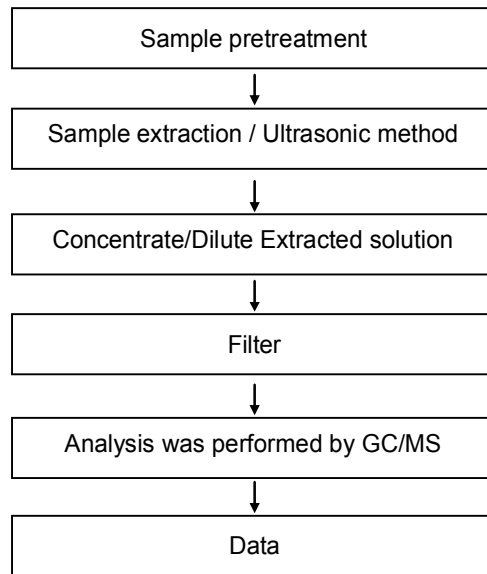 Sample pretreatment
Sample extraction / Ultrasonic method
Concentrate/Dilute Extracted solution
Filter
Analysis was performed by GC/MS
Data